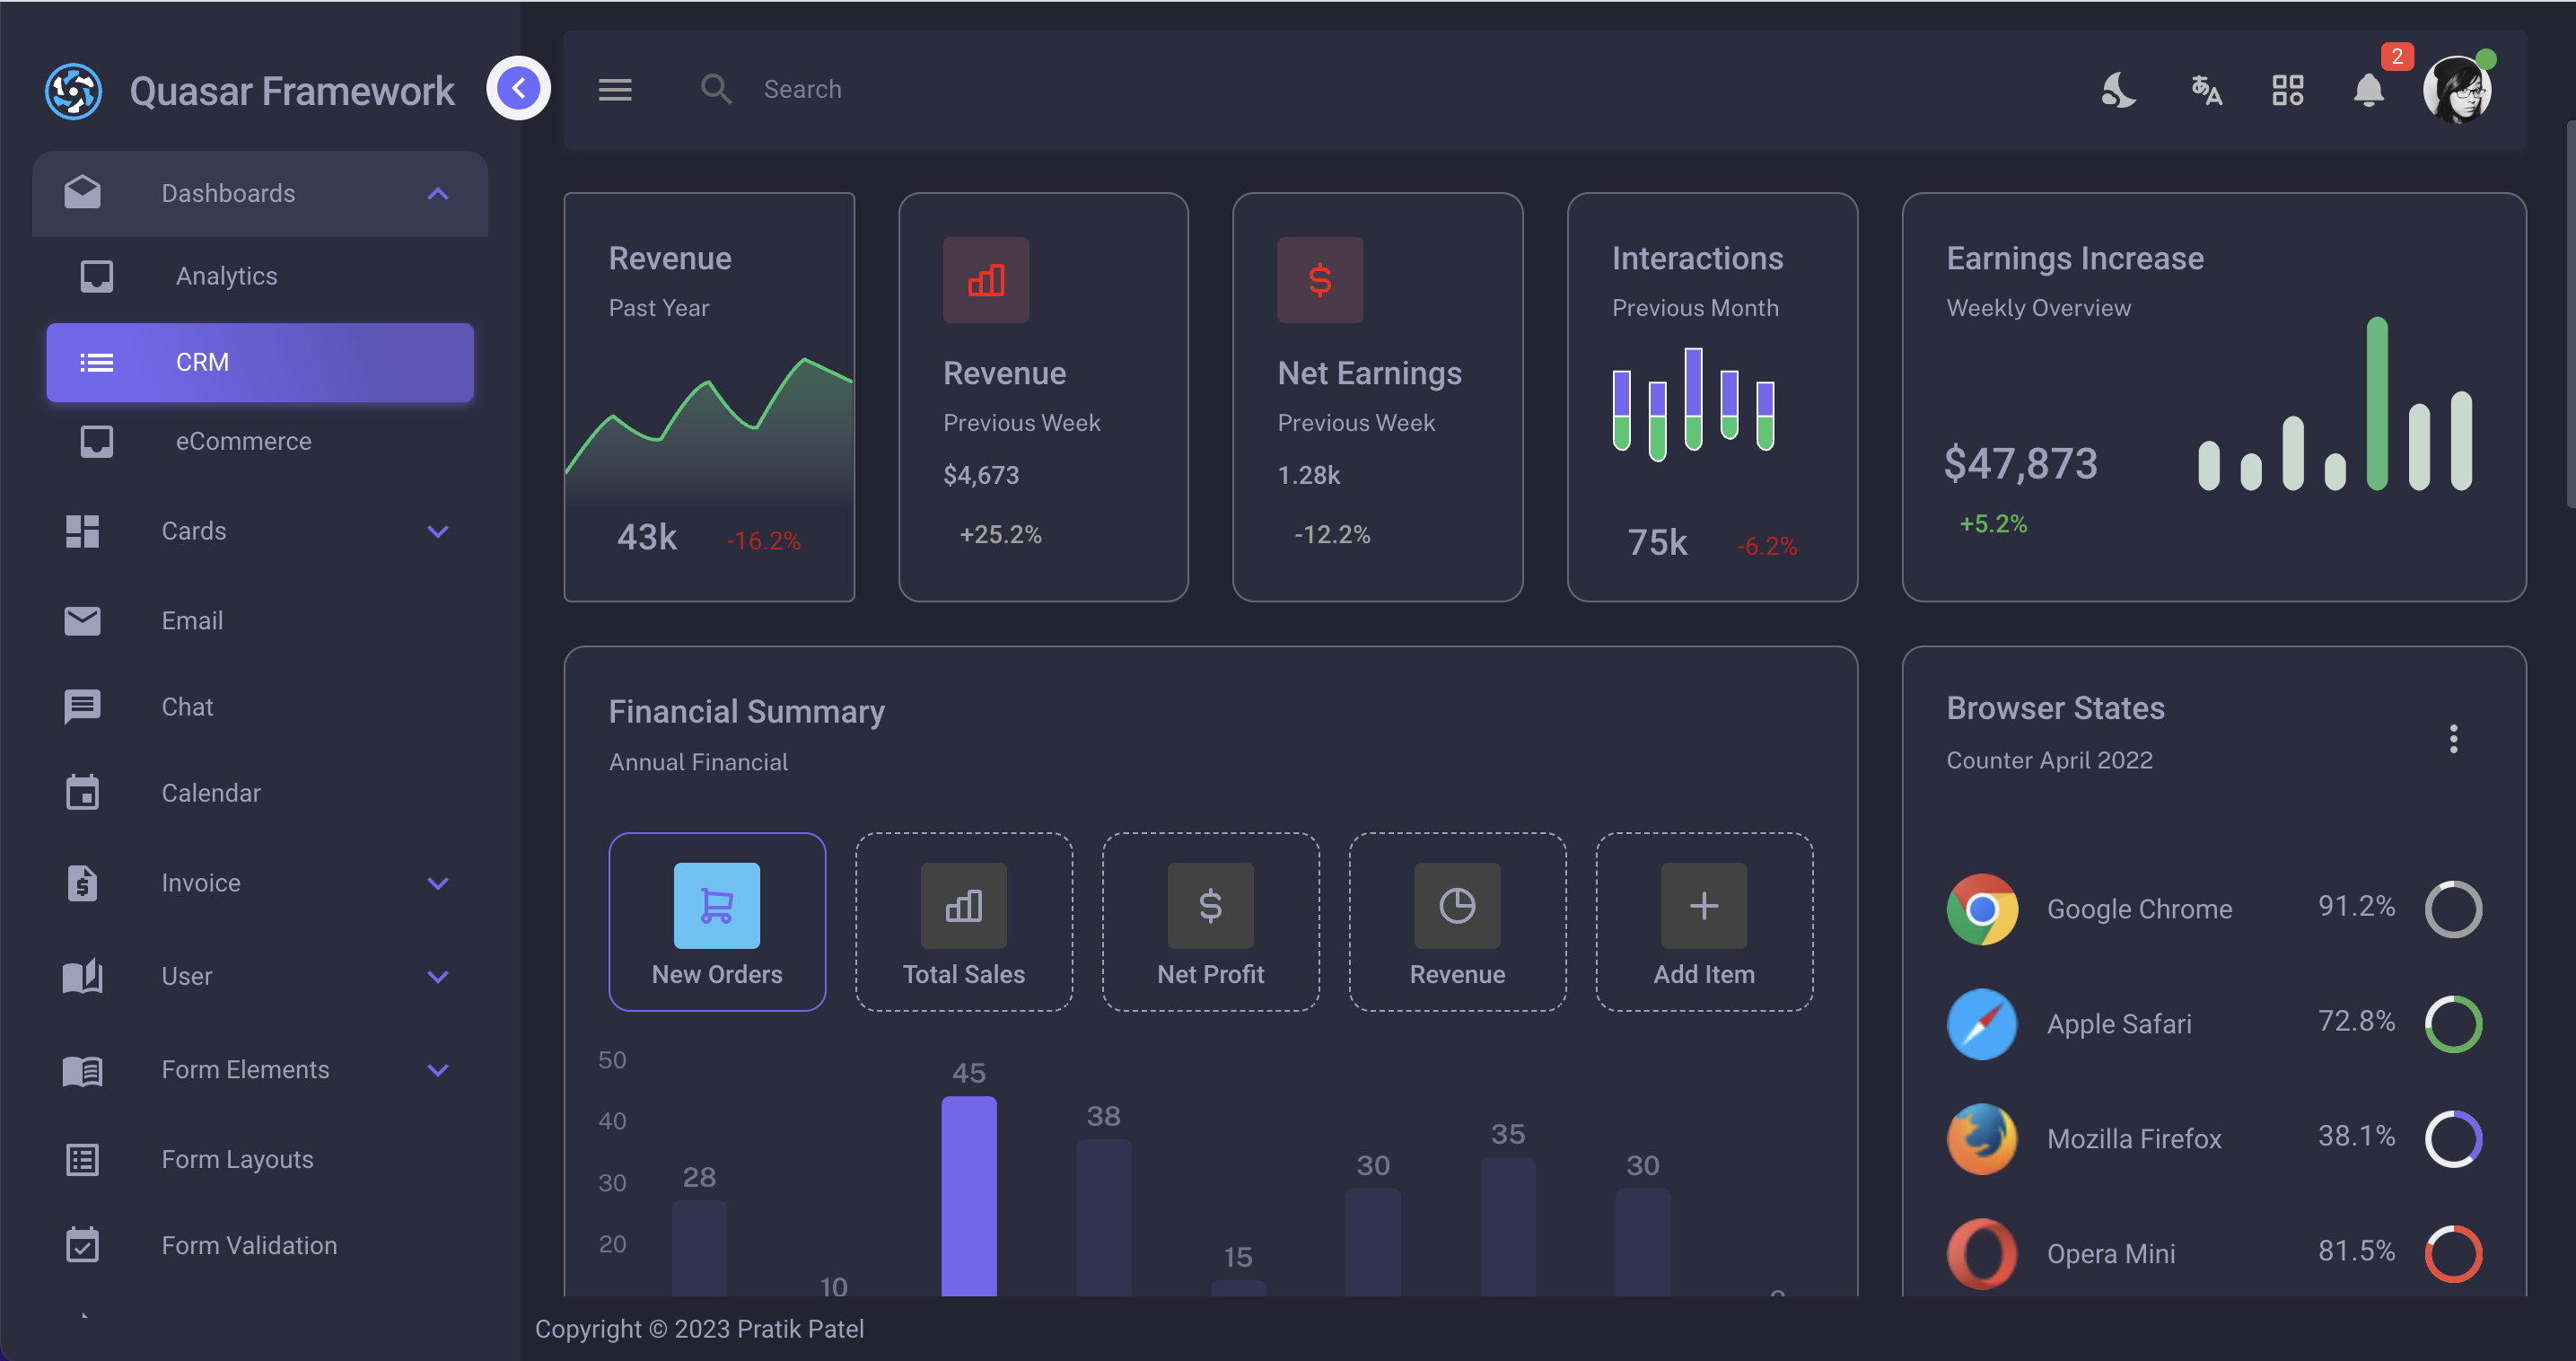 Quasar Framework
Search
2
Dashboards
Analytics
CRM
eCommerce
Cards
Email
Chat
Calendar
Invoice
User
Form Elements
Form Layouts
Form Validation
Revenue
Past Year
43k
-16.2%
Revenue
Previous Week
$4,673
+25.2%
Net Earnings
Previous Week
1.28k
-12.2%
Interactions
Previous Month
75k
-6.2%
Earnings Increase
Weekly Overview
$47,873
+5.2%
Financial Summary
Annual Financial
New Orders
Total Sales
Net Profit
Revenue
Add Item
50
40
30
20
28
10
45
38
15
30
35
30
Browser States
Counter April 2022
Google Chrome 91.2%
Apple Safari 72.8%
Mozilla Firefox 38.1%
Opera Mini 81.5%
Copyright © 2023 Pratik Patel